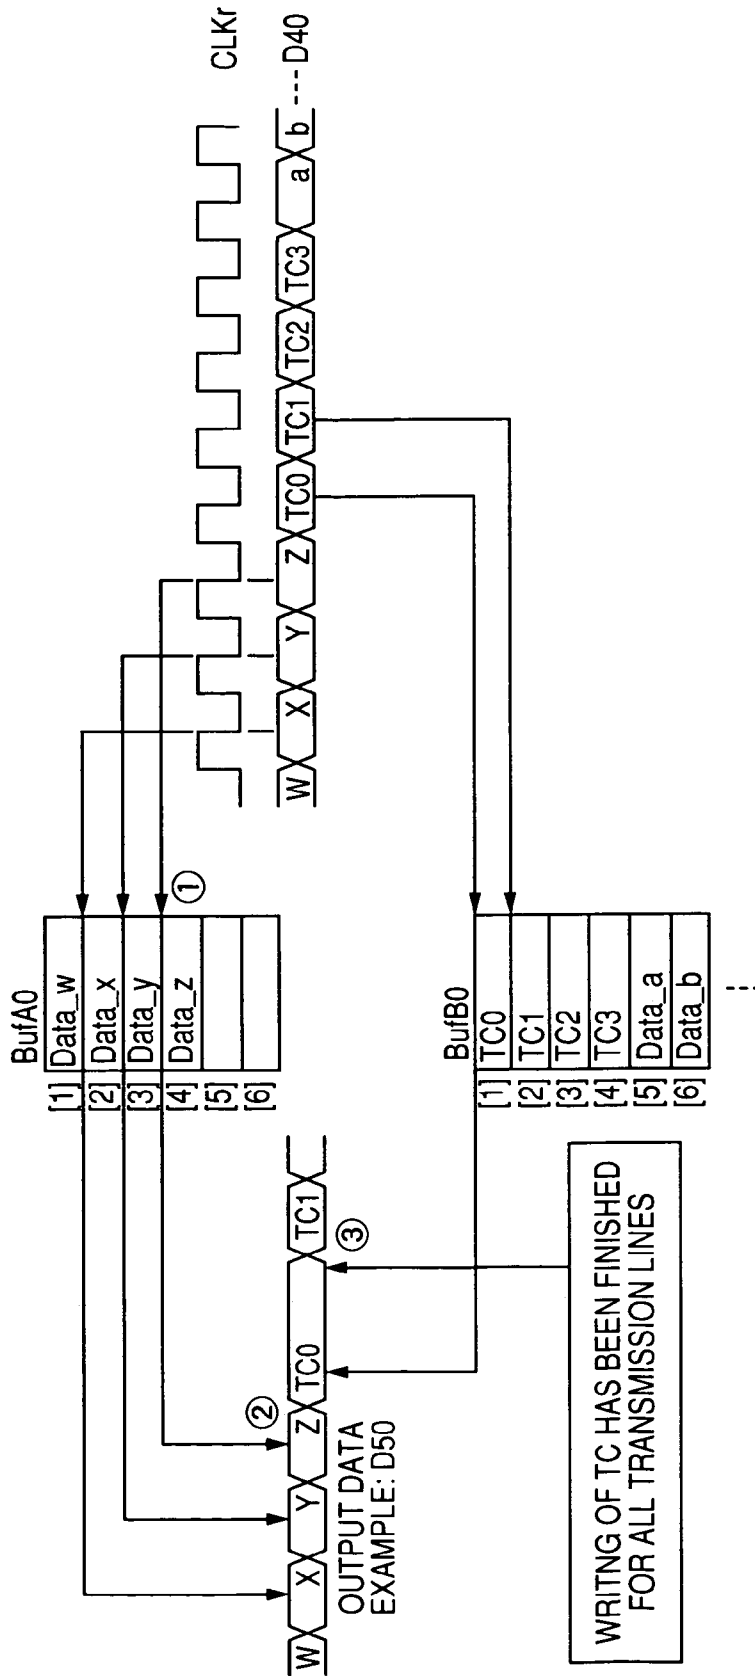 CLKr
W X Y Z TC0 TC1 TC2 TC3 a b ---D40
BufA0
[1] Data_w
[2] Data_x
[3] Data_y
[4] Data_z
[5]
[6]
①
BufB0
[1] TC0
[2] TC1
[3] TC2
[4] TC3
[5] Data_a
[6] Data_b
W X Y Z TC0 TC1
②
③
OUTPUT DATA
EXAMPLE: D50
WRITNG OF TC HAS BEEN FINISHED
FOR ALL TRANSMISSION LINES